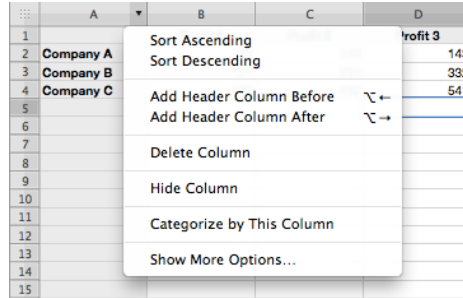 A B C D
1 Profit 3
2 Company A 14
3 Company B 33
4 Company C 54
5
6
7
8
9
10
11
12
13
14
15
Sort Ascending
Sort Descending
Add Header Column Before ⌥←
Add Header Column After ⌥→
Delete Column
Hide Column
Categorize by This Column
Show More Options...